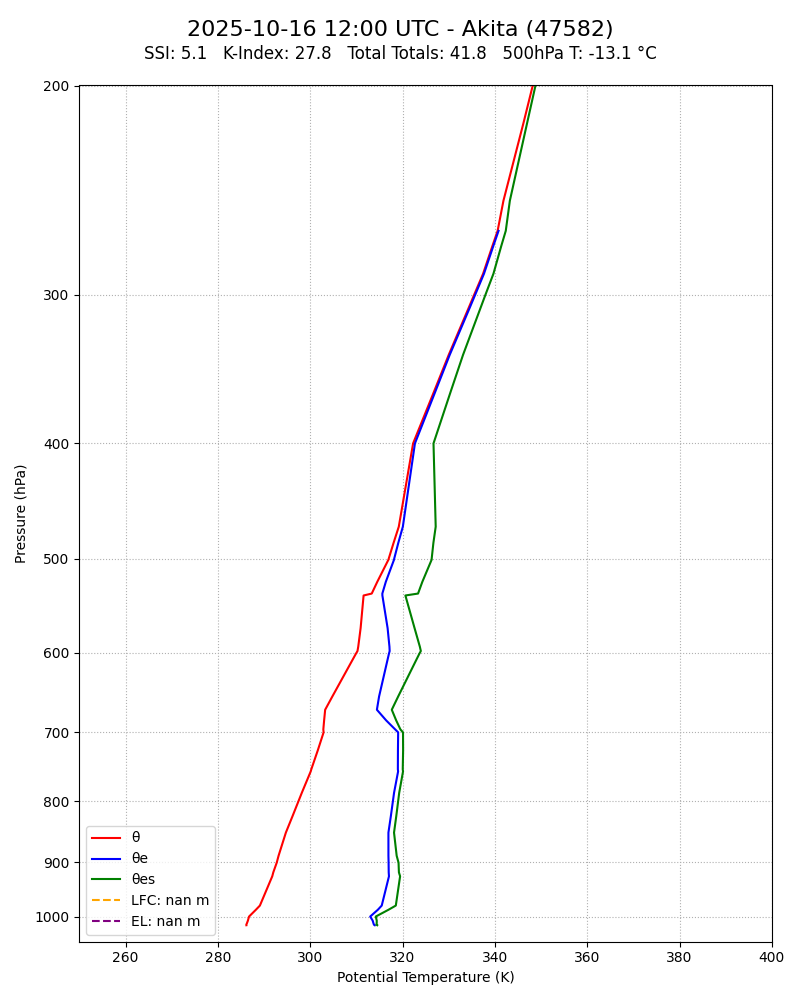 2025-10-16 12:00 UTC - Akita (47582)
SSI: 5.1   K-Index: 27.8   Total Totals: 41.8   500hPa T: -13.1 °C
200
300
400
500
600
700
800
900
1000
Pressure (hPa)
θ
θe
θes
LFC: nan m
EL: nan m
260 280 300 320 340 360 380 400
Potential Temperature (K)